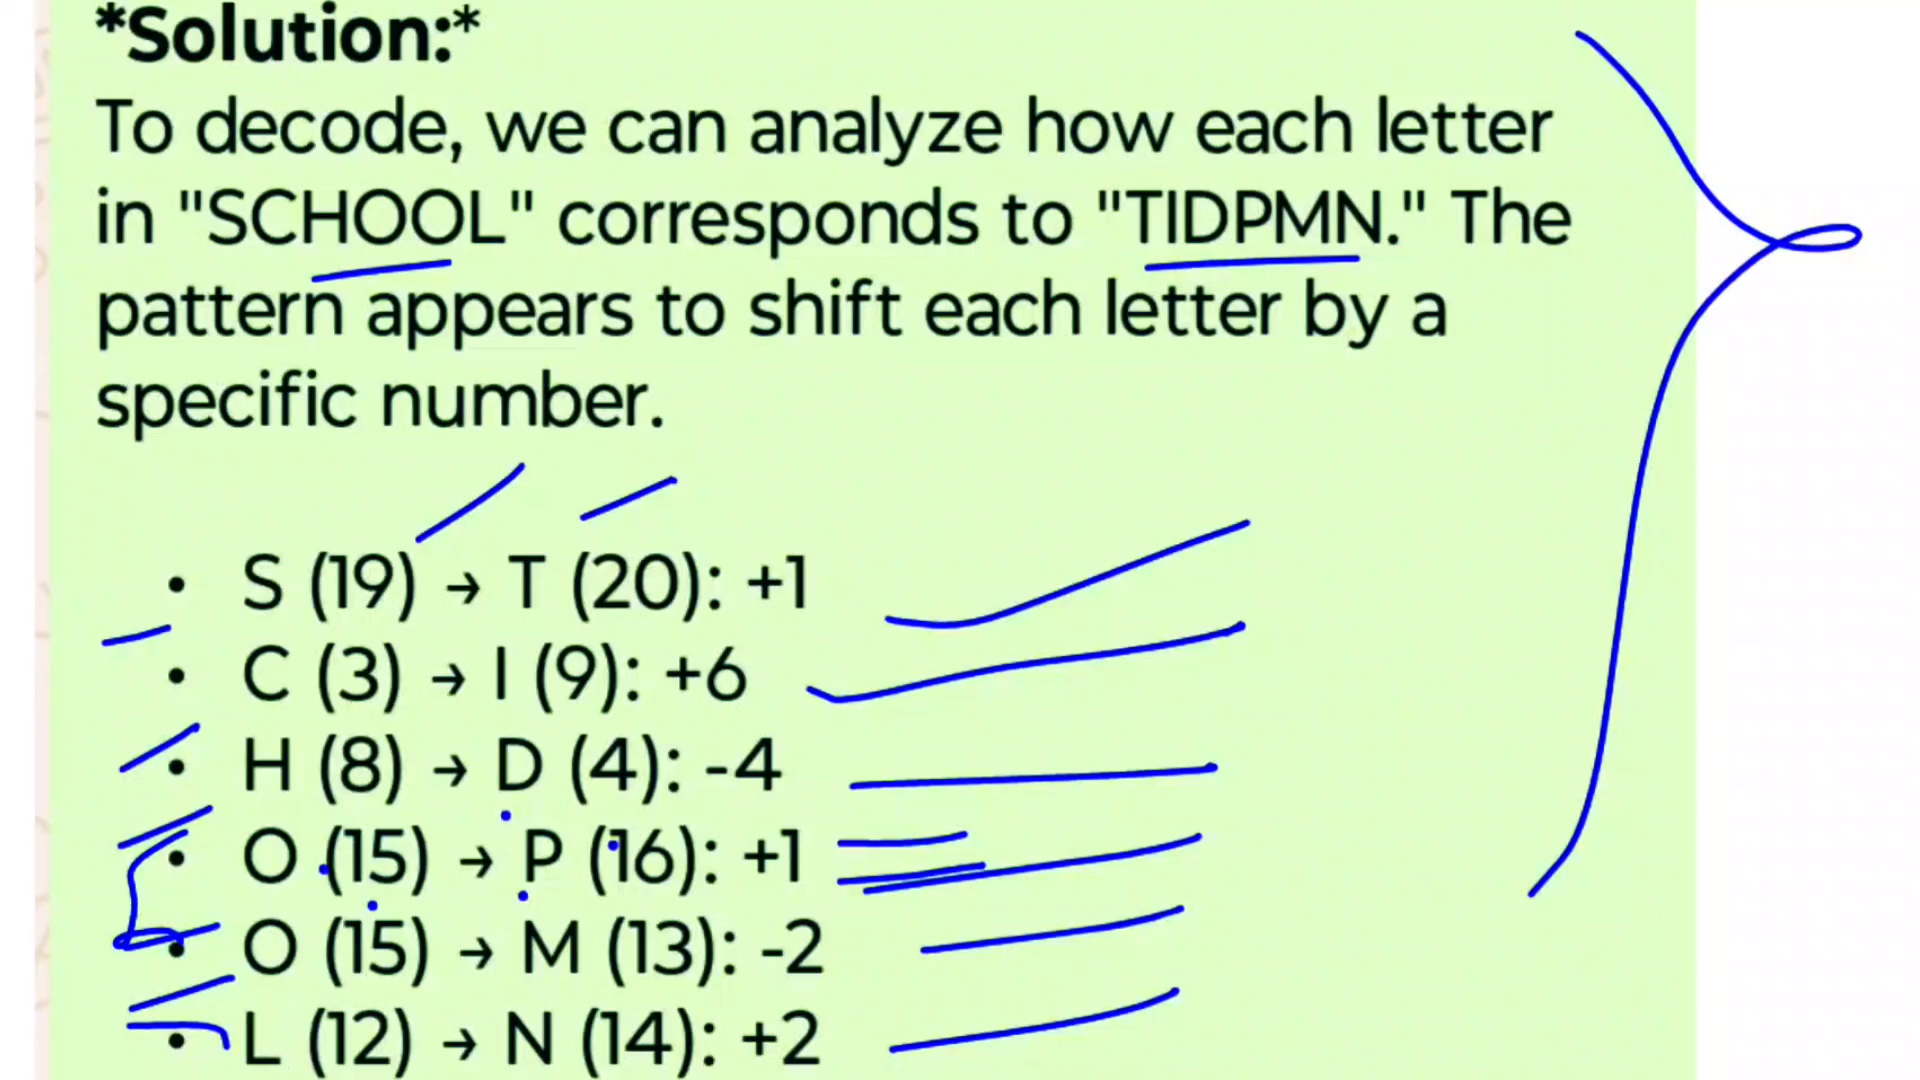 *Solution:*
To decode, we can analyze how each letter
in "SCHOOL" corresponds to "TIDPMN." The
pattern appears to shift each letter by a
specific number.
• S (19) → T (20): +1
• C (3) → I (9): +6
• H (8) → D (4): -4
• O (15) → P (16): +1
• O (15) → M (13): -2
• L (12) → N (14): +2